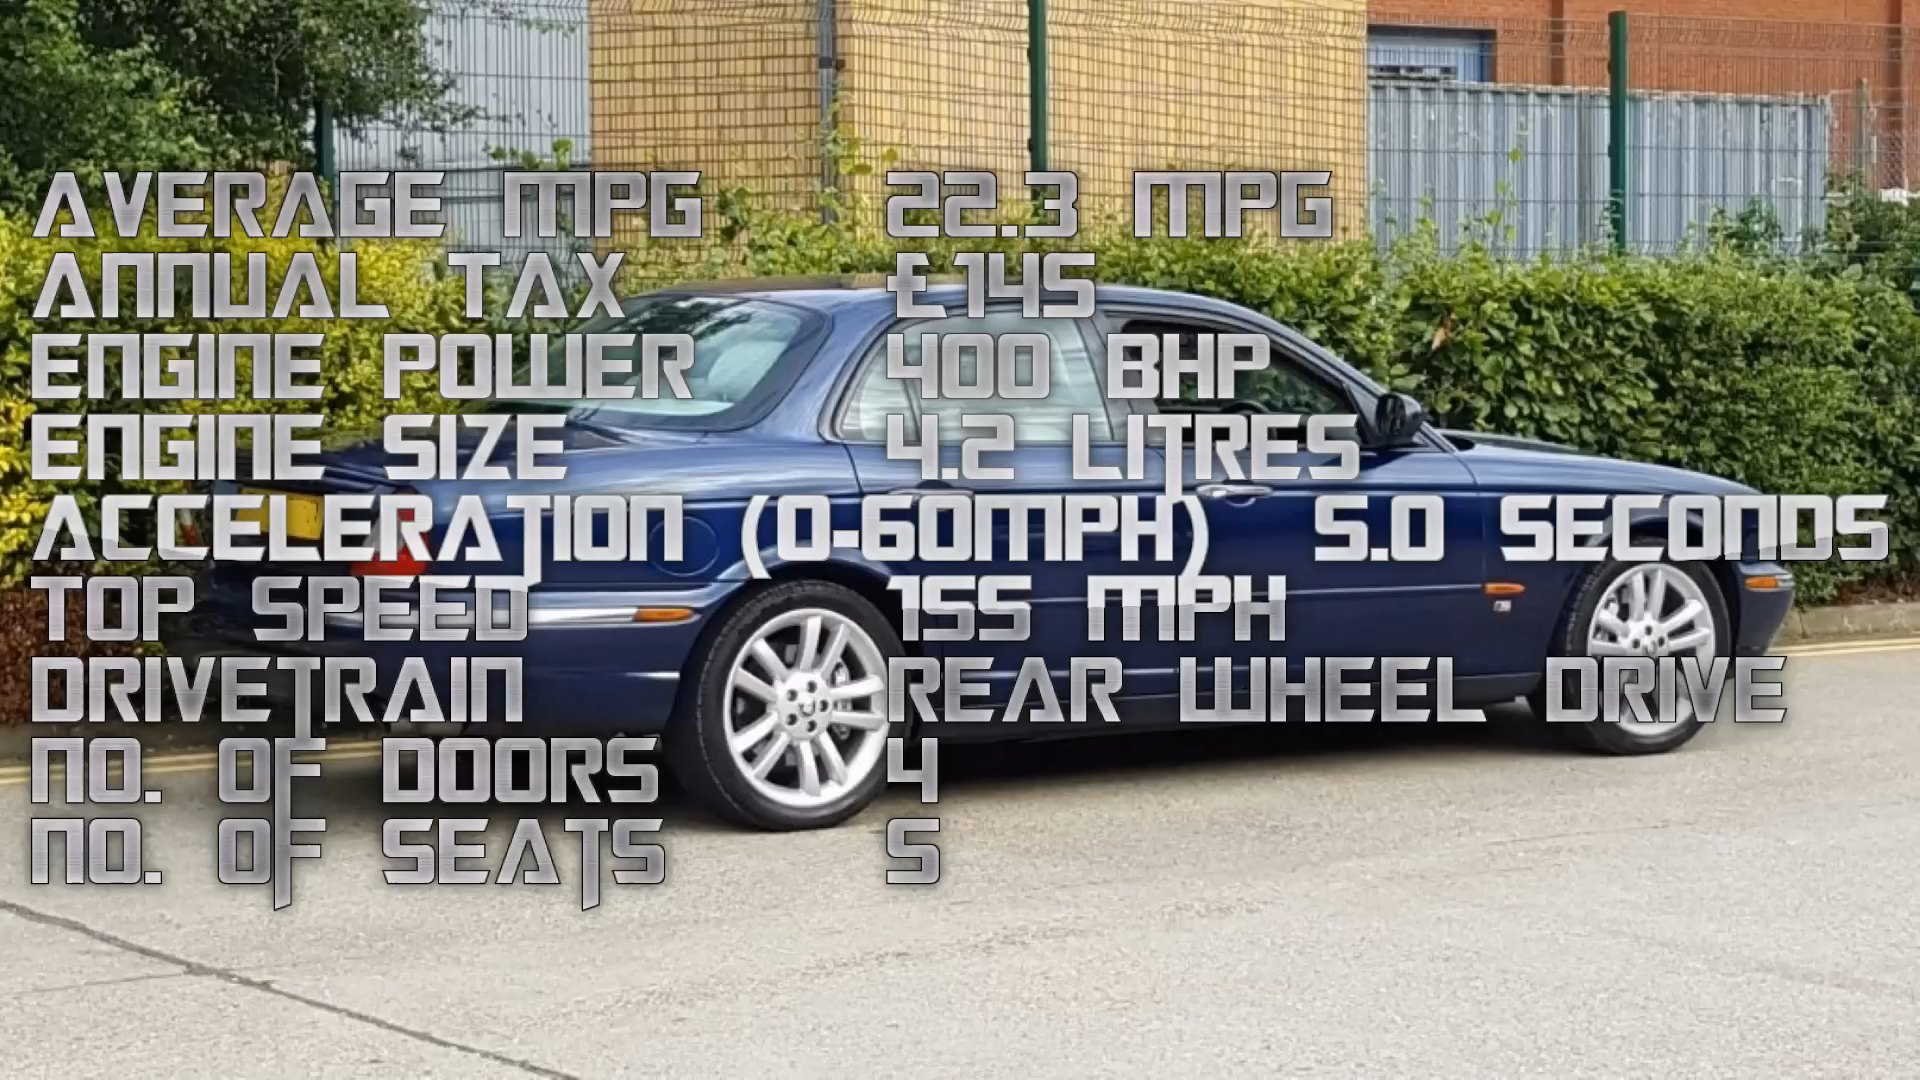 AVERAGE MPG 22.3 MPG
ANNUAL TAX £145
ENGINE POWER 400 BHP
ENGINE SIZE 4.2 LITRES
ACCELERATION (0-60MPH) 5.0 SECONDS
TOP SPEED 155 MPH
DRIVETRAIN REAR WHEEL DRIVE
NO. OF DOORS 4
NO. OF SEATS 5